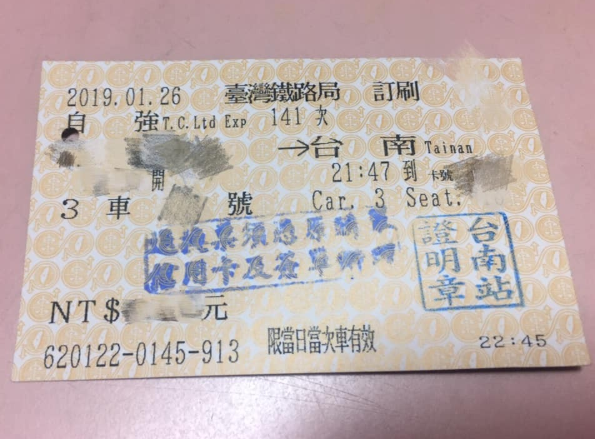 2019.01.26 臺灣鐵路局 訂刷
自 強 T.C.Ltd Exp 141 次
→台 南 Tainan
開 21:47 到 卡號
3 車 號 Car. 3 Seat.
退換票須憑原購票
信用卡及簽單辦理
台南站
證明章
NT$ 元
限當日當次車有效
620122-0145-913 22:45